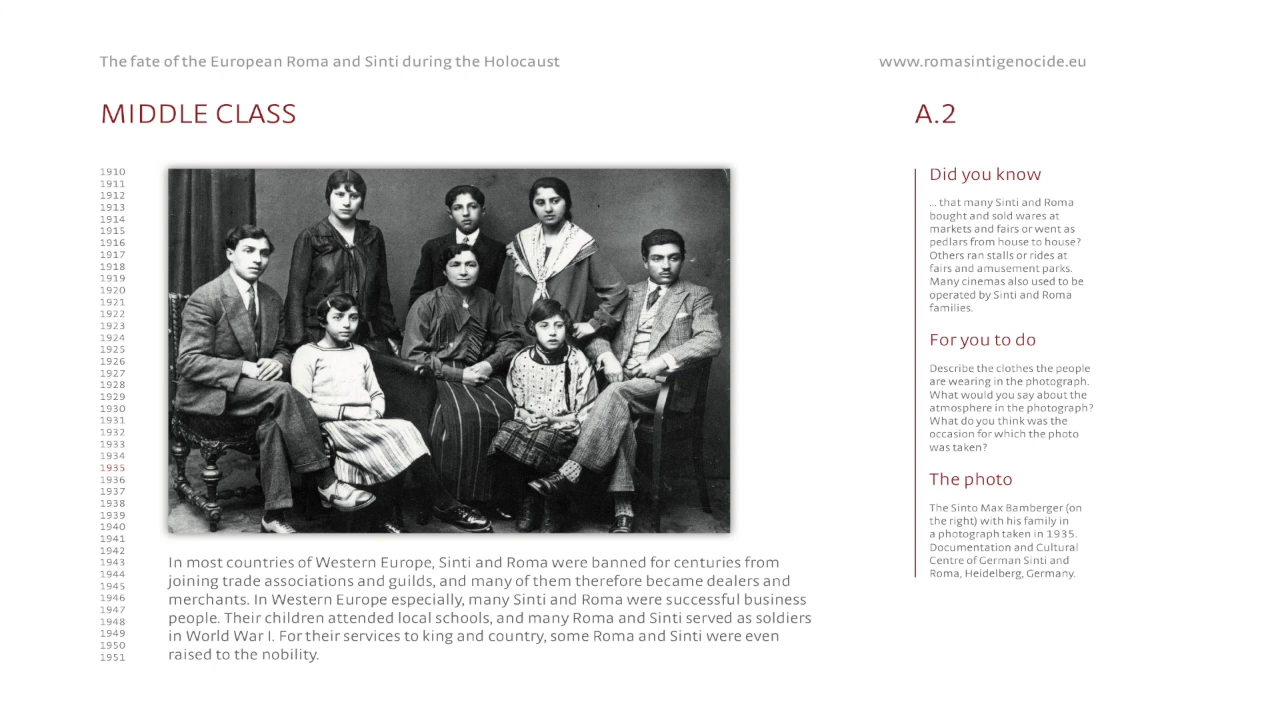 The fate of the European Roma and Sinti during the Holocaust
www.romasintigenocide.eu
MIDDLE CLASS
A.2
1910
1911
1912
1913
1914
1915
1916
1917
1918
1919
1920
1921
1922
1923
1924
1925
1926
1927
1928
1929
1930
1931
1932
1933
1934
1935
1936
1937
1938
1939
1940
1941
1942
1943
1944
1945
1946
1947
1948
1949
1950
1951
In most countries of Western Europe, Sinti and Roma were banned for centuries from
joining trade associations and guilds, and many of them therefore became dealers and
merchants. In Western Europe especially, many Sinti and Roma were successful business
people. Their children attended local schools, and many Roma and Sinti served as soldiers
in World War I. For their services to king and country, some Roma and Sinti were even
raised to the nobility.
Did you know
... that many Sinti and Roma
bought and sold wares at
markets and fairs or went as
pedlars from house to house?
Others ran stalls or rides at
fairs and amusement parks.
Many cinemas also used to be
operated by Sinti and Roma
families.
For you to do
Describe the clothes the people
are wearing in the photograph.
What would you say about the
atmosphere in the photograph?
What do you think was the
occasion for which the photo
was taken?
The photo
The Sinto Max Bamberger (on
the right) with his family in
a photograph taken in 1935.
Documentation and Cultural
Centre of German Sinti and
Roma, Heidelberg, Germany.